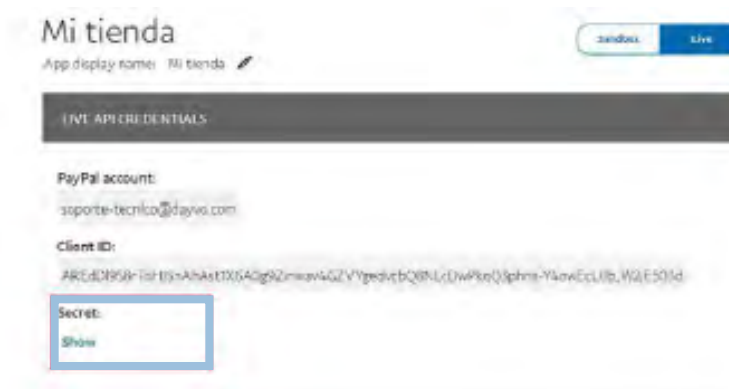 Mi tienda
Sandbox Live
App display name: Mi tienda
LIVE API CREDENTIALS
PayPal account:
soporte-tecnico@dayvo.com
Client ID:
Secret:
Show